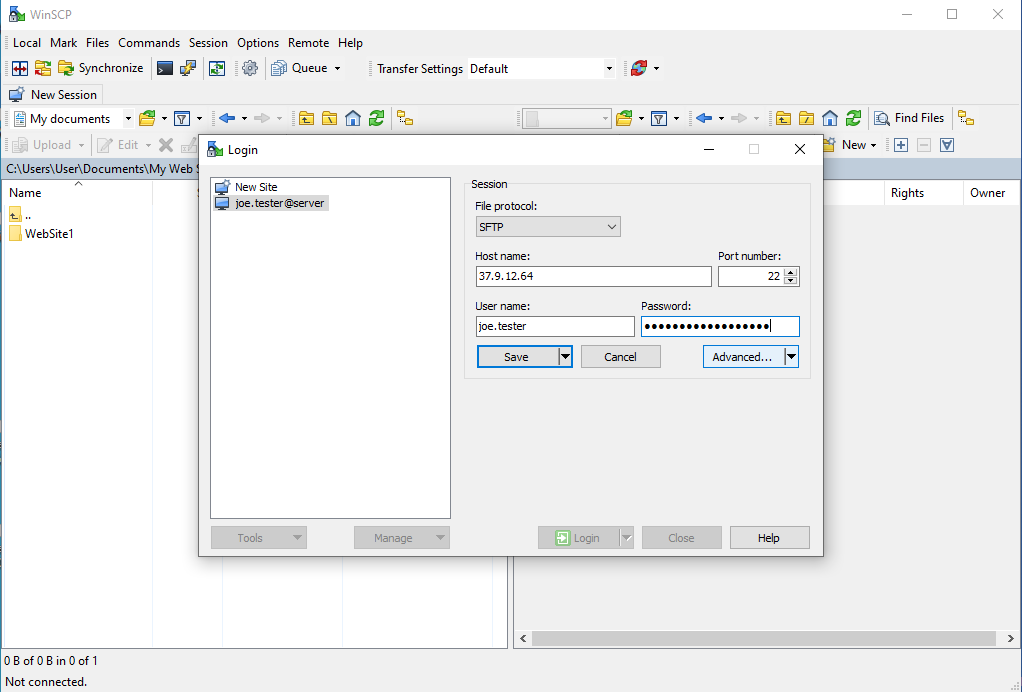 WinSCP
Local Mark Files Commands Session Options Remote Help
Synchronize Queue Transfer Settings Default
New Session
My documents Find Files
Upload Edit New
C:\Users\User\Documents\My Web S
Name
..
WebSite1
Rights Owner
Login
New Site
joe.tester@server
Session
File protocol:
SFTP
Host name: Port number:
37.9.12.64 22
User name: Password:
joe.tester ●●●●●●●●●●●●●●●●●●
Save Cancel Advanced...
Tools Manage Login Close Help
0 B of 0 B in 0 of 1
Not connected.